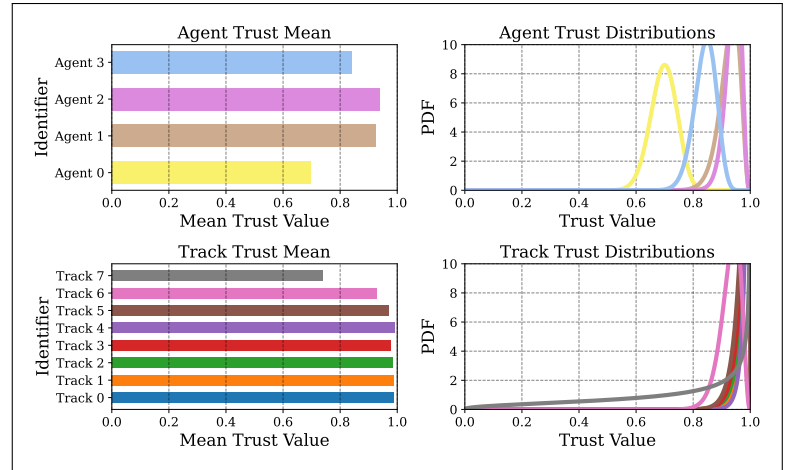 Agent Trust Mean
Identifier
Agent 3
Agent 2
Agent 1
Agent 0
0.0 0.2 0.4 0.6 0.8 1.0
Mean Trust Value
Agent Trust Distributions
PDF
10
8
6
4
2
0
0.0 0.2 0.4 0.6 0.8 1.0
Trust Value
Track Trust Mean
Identifier
Track 7
Track 6
Track 5
Track 4
Track 3
Track 2
Track 1
Track 0
0.0 0.2 0.4 0.6 0.8 1.0
Mean Trust Value
Track Trust Distributions
PDF
10
8
6
4
2
0
0.0 0.2 0.4 0.6 0.8 1.0
Trust Value